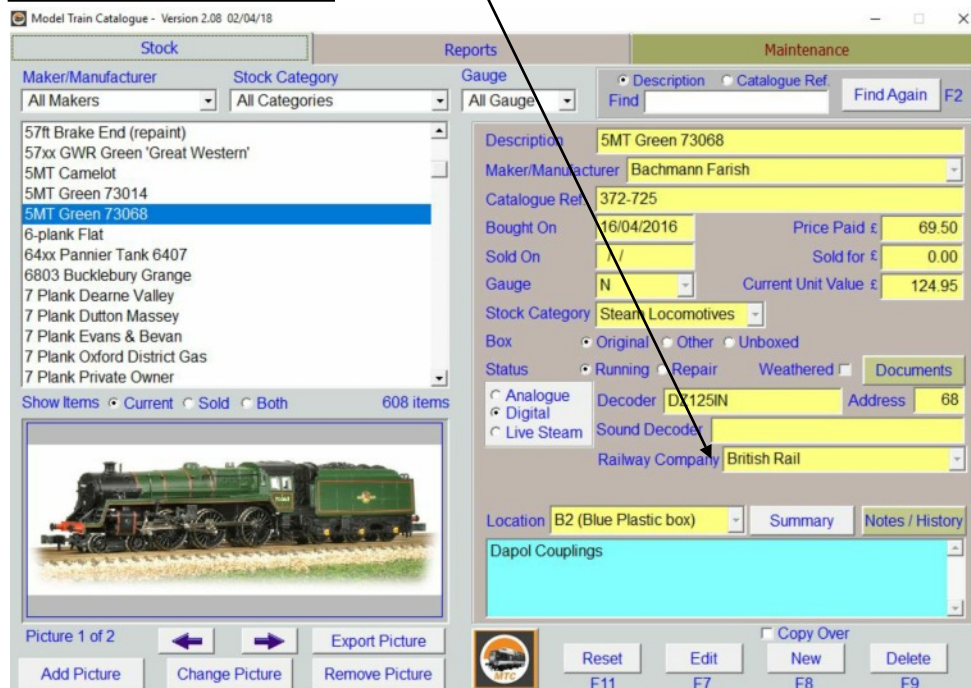 Model Train Catalogue - Version 2.08 02/04/18
Stock Reports Maintenance
Maker/Manufacturer Stock Category Gauge
All Makers All Categories All Gauge
Description Catalogue Ref.
Find Find Again F2
57ft Brake End (repaint)
57xx GWR Green 'Great Western'
5MT Camelot
5MT Green 73014
5MT Green 73068
6-plank Flat
64xx Pannier Tank 6407
6803 Bucklebury Grange
7 Plank Dearne Valley
7 Plank Dutton Massey
7 Plank Evans & Bevan
7 Plank Oxford District Gas
7 Plank Private Owner
Show Items Current Sold Both 608 items
Description 5MT Green 73068
Maker/Manufacturer Bachmann Farish
Catalogue Ref. 372-725
Bought On 16/04/2016 Price Paid £ 69.50
Sold On / / Sold for £ 0.00
Gauge N Current Unit Value £ 124.95
Stock Category Steam Locomotives
Box Original Other Unboxed
Status Running Repair Weathered Documents
Analogue
Digital
Live Steam
Decoder DZ125IN Address 68
Sound Decoder
Railway Company British Rail
Location B2 (Blue Plastic box) Summary Notes / History
Dapol Couplings
Picture 1 of 2 Export Picture
Add Picture Change Picture Remove Picture
MTC
Copy Over
Reset Edit New Delete
F11 F7 F8 F9